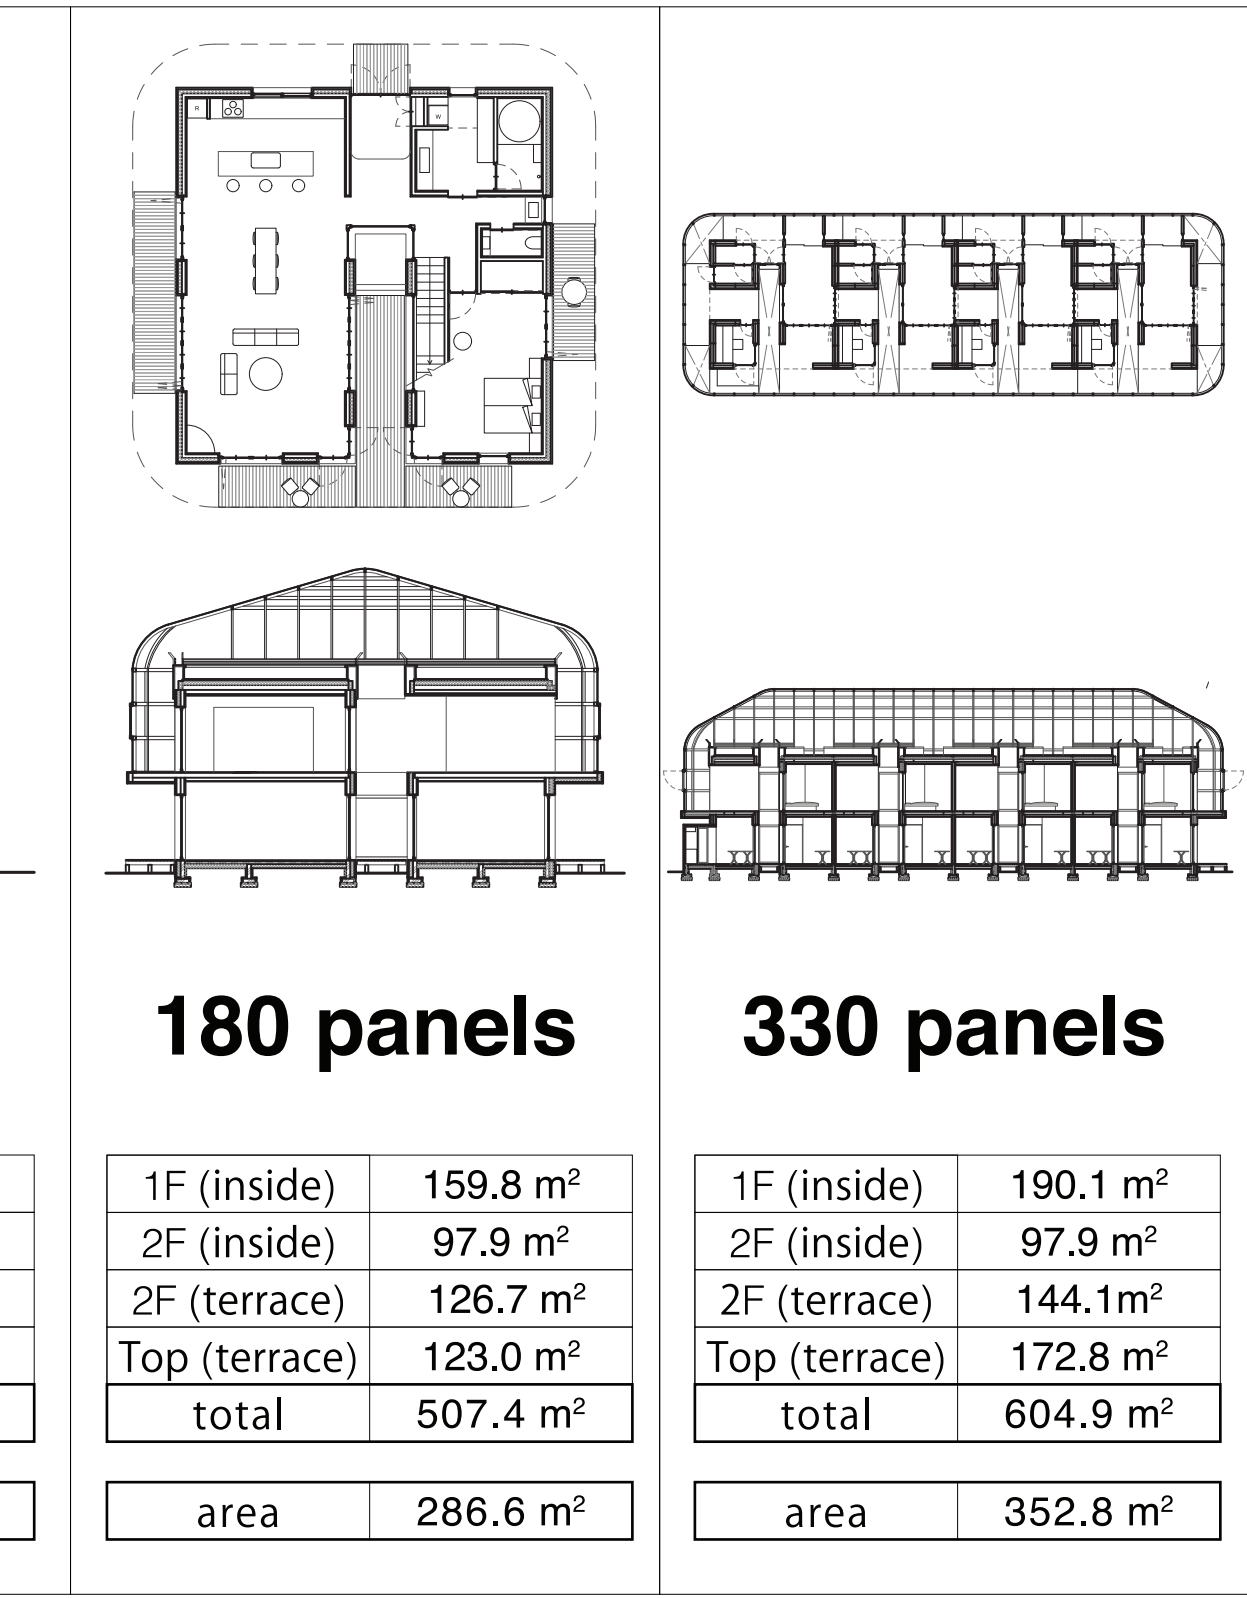 R
W
180 panels
1F (inside) 159.8 m²
2F (inside) 97.9 m²
2F (terrace) 126.7 m²
Top (terrace) 123.0 m²
total 507.4 m²
area 286.6 m²
330 panels
1F (inside) 190.1 m²
2F (inside) 97.9 m²
2F (terrace) 144.1m²
Top (terrace) 172.8 m²
total 604.9 m²
area 352.8 m²